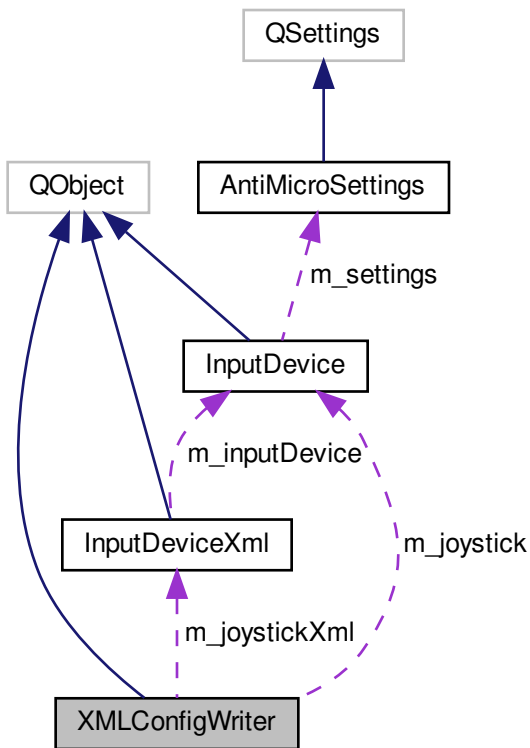 QSettings
QObject
AntiMicroSettings
m_settings
InputDevice
m_inputDevice
InputDeviceXml
m_joystick
m_joystickXml
XMLConfigWriter